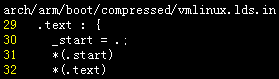 arch/arm/boot/compressed/vmlinux.lds.in
29 .text : {
30 _start = .;
31 *(.start)
32 *(.text)